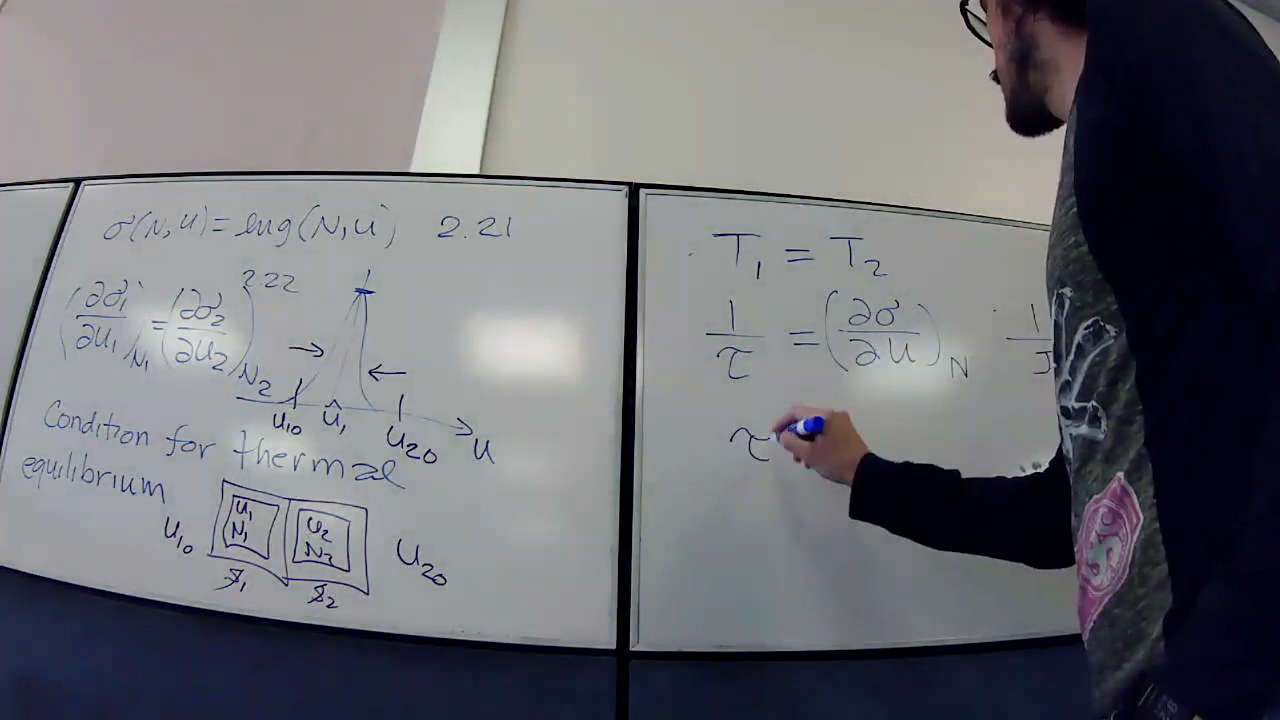 σ(N,U) = log(N,U) 2.21
(∂σ₁/∂U₁)N₁ = (∂σ₂/∂U₂)N₂ 2.22
U₁₀ Û₁ U₂₀ U
Condition for thermal
equilibrium
U₁₀ U₁ N₁ U₂ N₂ U₂₀
𝒮₁ 𝒮₂
T₁ = T₂
1/τ = (∂σ/∂U)N
τ